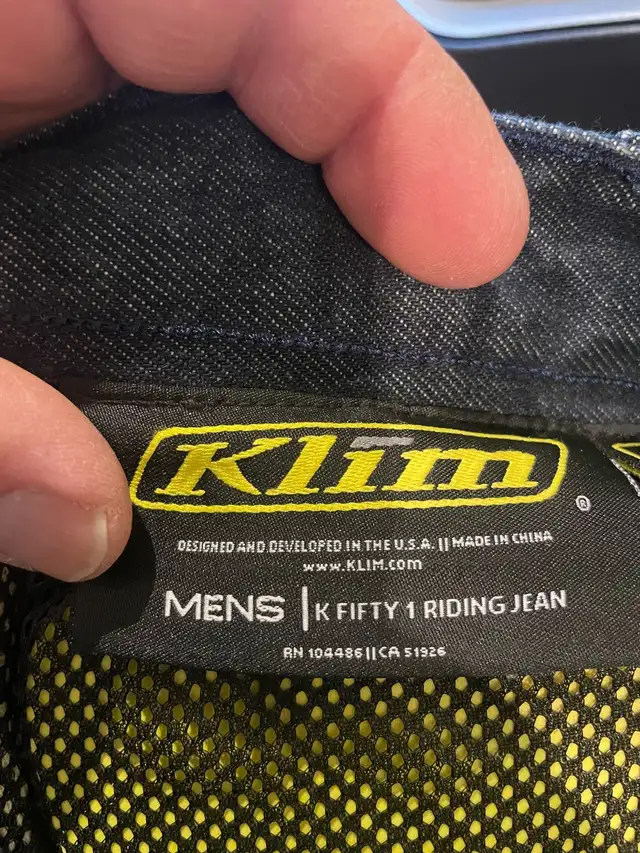 Klim
®
DESIGNED AND DEVELOPED IN THE U.S.A. || MADE IN CHINA
www.KLIM.com
MENS | K FIFTY 1 RIDING JEAN
RN 104486 || CA 51926